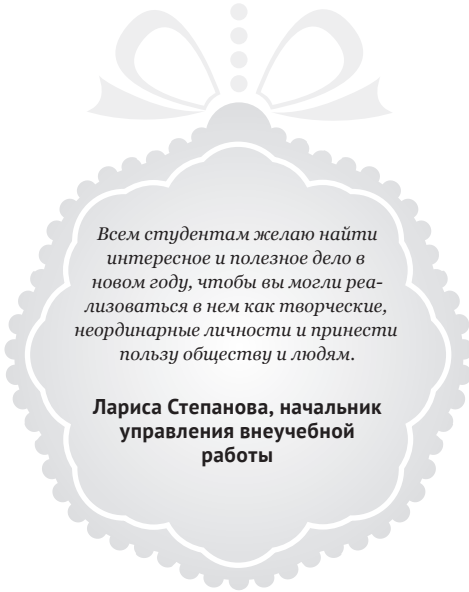 Всем студентам желаю найти
интересное и полезное дело в
новом году, чтобы вы могли реа-
лизоваться в нем как творческие,
неординарные личности и принести
пользу обществу и людям.
Лариса Степанова, начальник
управления внеучебной
работы